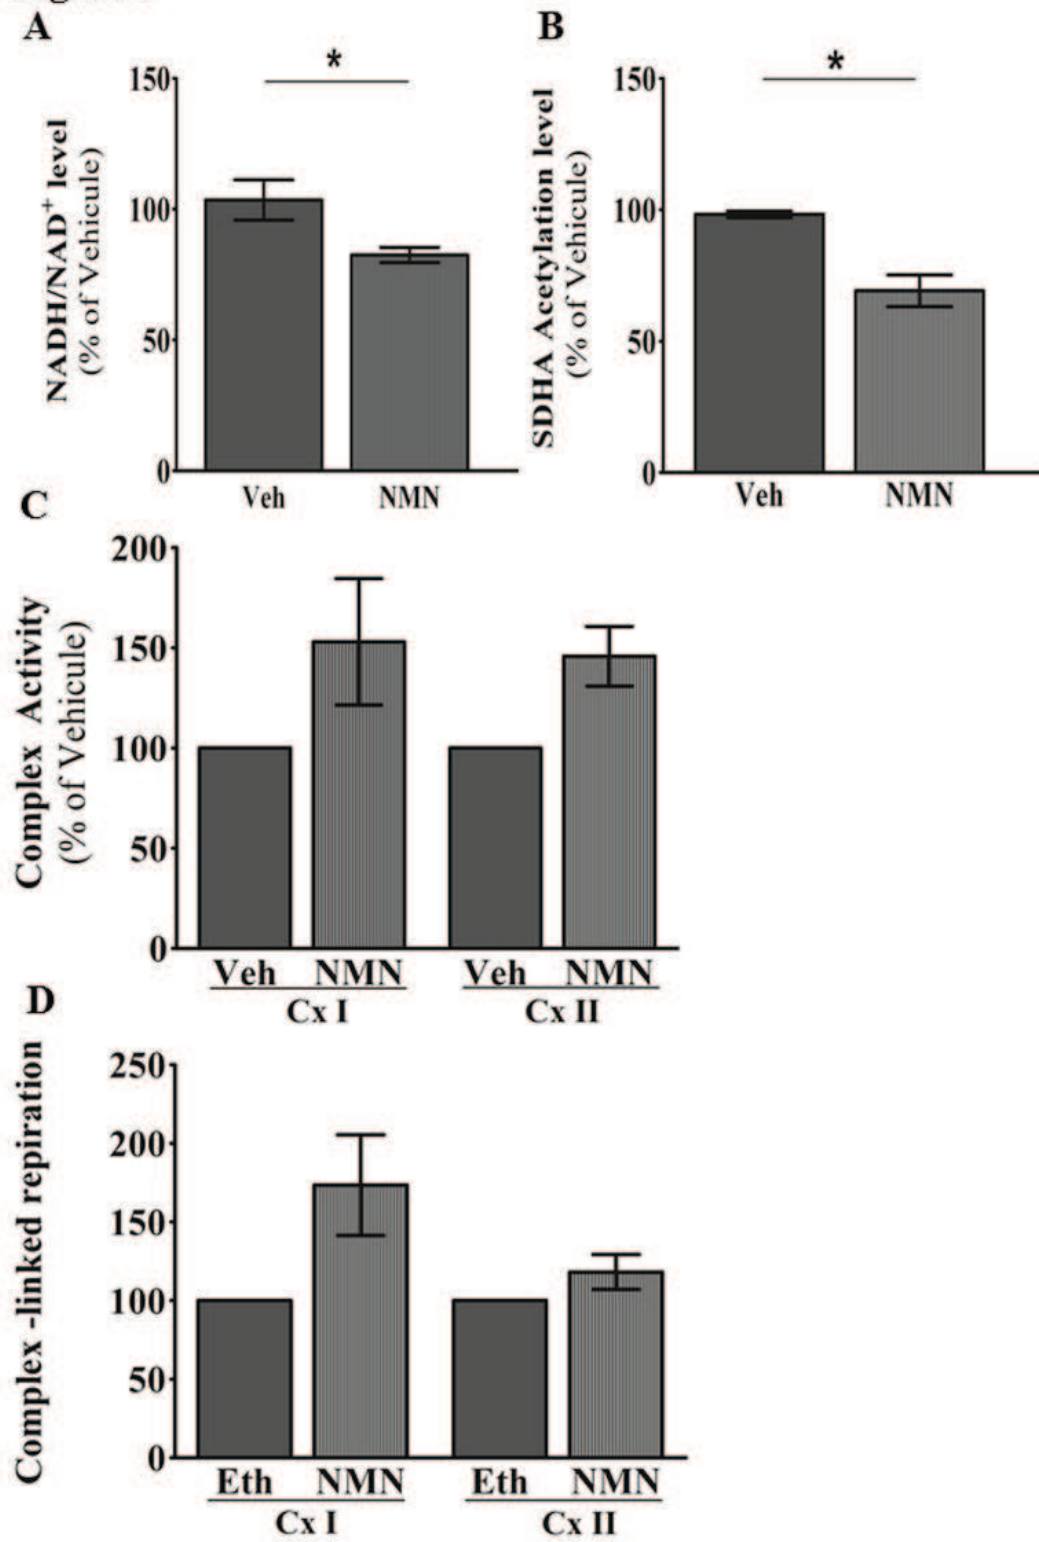 A
NADH/NAD+ level
(% of Vehicule)
150
100
50
0
*
Veh NMN
B
SDHA Acetylation level
(% of Vehicule)
150
100
50
0
*
Veh NMN
C
Complex Activity
(% of Vehicule)
200
150
100
50
0
Veh NMN Veh NMN
Cx I Cx II
D
Complex -linked repiration
250
200
150
100
50
0
Eth NMN Eth NMN
Cx I Cx II